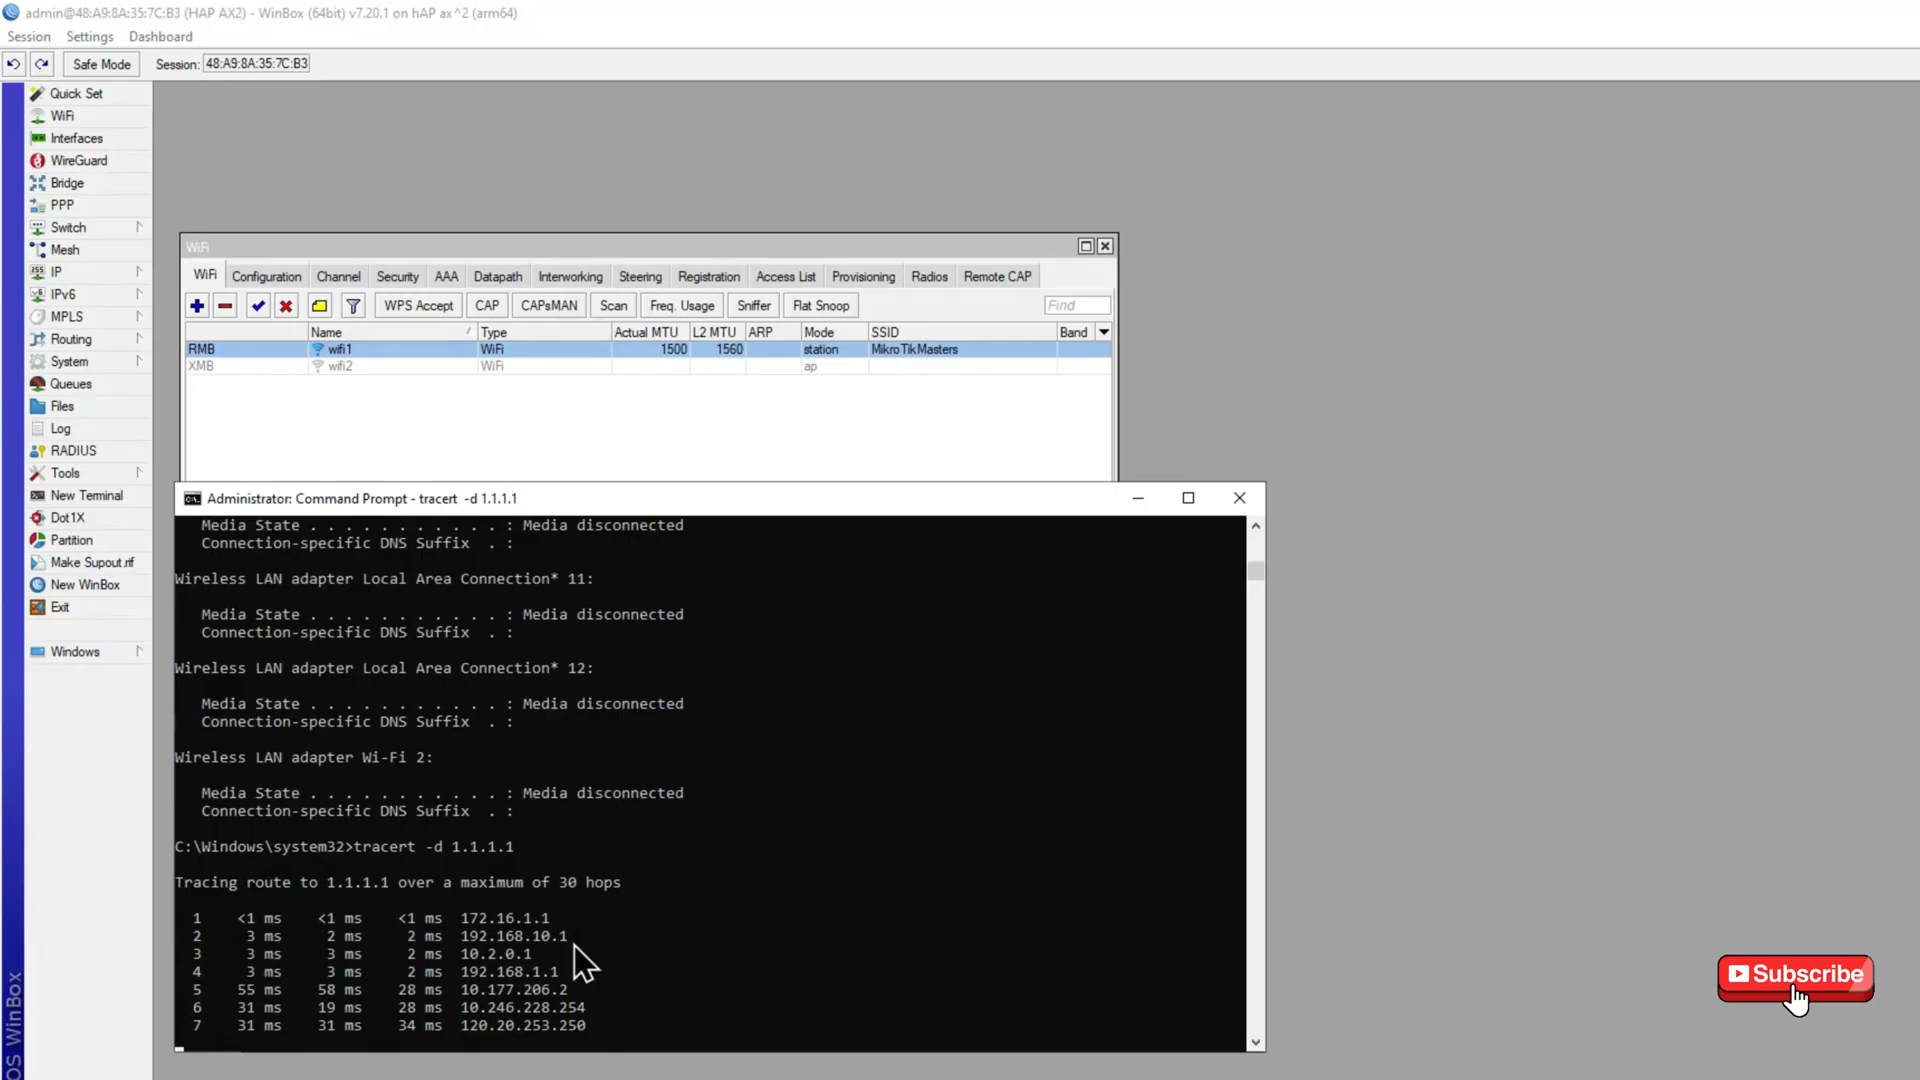 admin@48:A9:8A:35:7C:B3 (HAP AX2) - WinBox (64bit) v7.20.1 on hAP ax^2 (arm64)
Session Settings Dashboard
Safe Mode Session: 48:A9:8A:35:7C:B3
Quick Set
WiFi
Interfaces
WireGuard
Bridge
PPP
Switch
Mesh
IP
IPv6
MPLS
Routing
System
Queues
Files
Log
RADIUS
Tools
New Terminal
Dot1X
Partition
Make Supout.rif
New WinBox
Exit
Windows
OS WinBox
WiFi
WiFi Configuration Channel Security AAA Datapath Interworking Steering Registration Access List Provisioning Radios Remote CAP
WPS Accept CAP CAPsMAN Scan Freq. Usage Sniffer Flat Snoop Find
Name Type Actual MTU L2 MTU ARP Mode SSID Band
RMB wifi1 WiFi 1500 1560 station MikroTikMasters
XMB wifi2 WiFi ap
Administrator: Command Prompt - tracert  -d 1.1.1.1
Media State . . . . . . . . . . . : Media disconnected
Connection-specific DNS Suffix  . :
Wireless LAN adapter Local Area Connection* 11:
Media State . . . . . . . . . . . : Media disconnected
Connection-specific DNS Suffix  . :
Wireless LAN adapter Local Area Connection* 12:
Media State . . . . . . . . . . . : Media disconnected
Connection-specific DNS Suffix  . :
Wireless LAN adapter Wi-Fi 2:
Media State . . . . . . . . . . . : Media disconnected
Connection-specific DNS Suffix  . :
C:\Windows\system32>tracert -d 1.1.1.1
Tracing route to 1.1.1.1 over a maximum of 30 hops
1 <1 ms <1 ms <1 ms 172.16.1.1
2 3 ms 2 ms 2 ms 192.168.10.1
3 3 ms 3 ms 2 ms 10.2.0.1
4 3 ms 3 ms 2 ms 192.168.1.1
5 55 ms 58 ms 28 ms 10.177.206.2
6 31 ms 19 ms 28 ms 10.246.228.254
7 31 ms 31 ms 34 ms 120.20.253.250
Subscribe